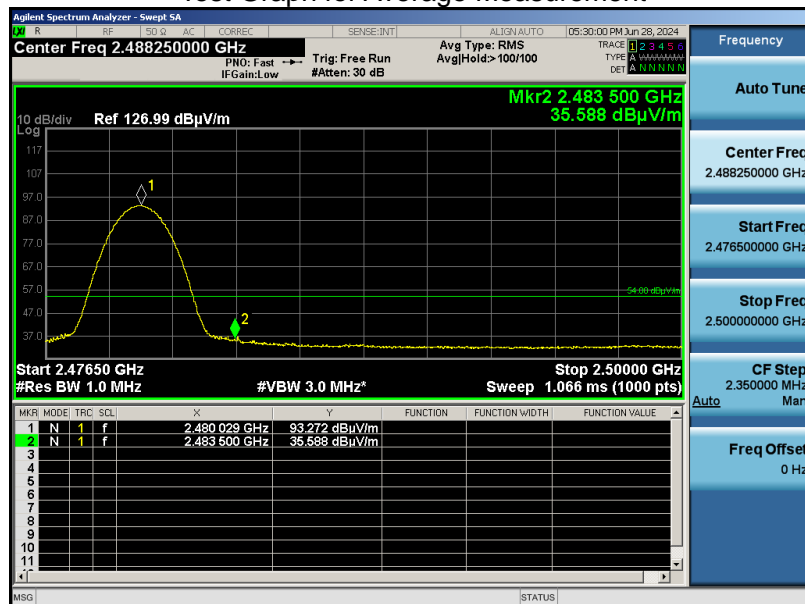 Agilent Spectrum Analyzer - Swept SA
LXI R RF 50 Ω AC CORREC SENSE:INT ALIGN AUTO 05:30:00 PM Jun 28, 2024
Center Freq 2.488250000 GHz
PNO: Fast
IFGain:Low
Trig: Free Run
#Atten: 30 dB
Avg Type: RMS
Avg|Hold:>100/100
TRACE 1 2 3 4 5 6
TYPE A WWWWW
DET A N N N N N
Mkr2 2.483 500 GHz
35.588 dBµV/m
10 dB/div Ref 126.99 dBµV/m
Log
117
107
97.0
87.0
77.0
67.0
57.0
47.0
37.0
1
2
54.00 dBµV/m
Start 2.47650 GHz Stop 2.50000 GHz
#Res BW 1.0 MHz #VBW 3.0 MHz* Sweep 1.066 ms (1000 pts)
MKR MODE TRC SCL X Y FUNCTION FUNCTION WIDTH FUNCTION VALUE
1 N 1 f 2.480 029 GHz 93.272 dBµV/m
2 N 1 f 2.483 500 GHz 35.588 dBµV/m
3
4
5
6
7
8
9
10
11
MSG STATUS
Frequency
Auto Tune
Center Freq
2.488250000 GHz
Start Freq
2.476500000 GHz
Stop Freq
2.500000000 GHz
CF Step
2.350000 MHz
Auto Man
Freq Offset
0 Hz